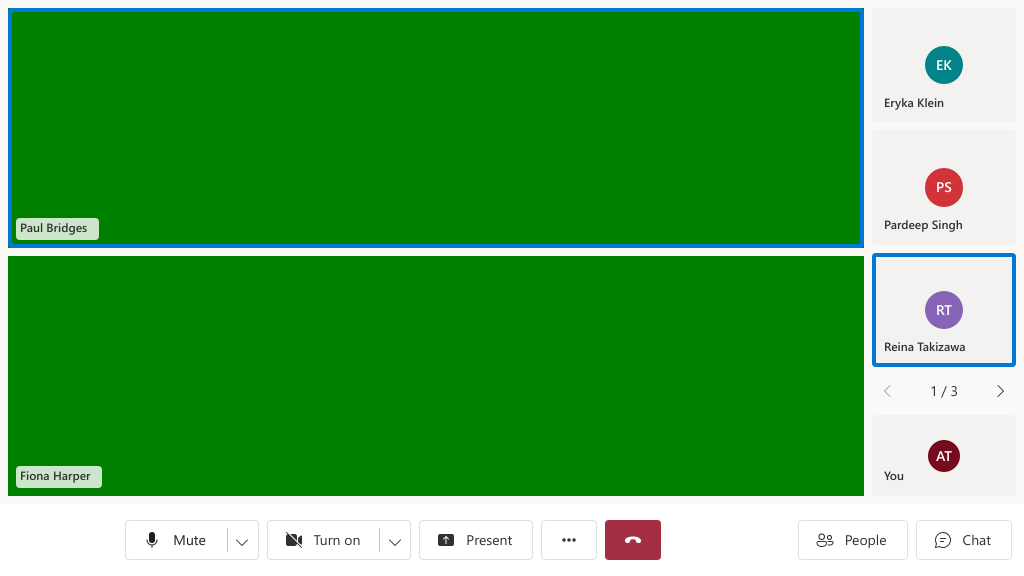 Paul Bridges
Fiona Harper
EK
Eryka Klein
PS
Pardeep Singh
RT
Reina Takizawa
1 / 3
AT
You
Mute
Turn on
Present
People
Chat